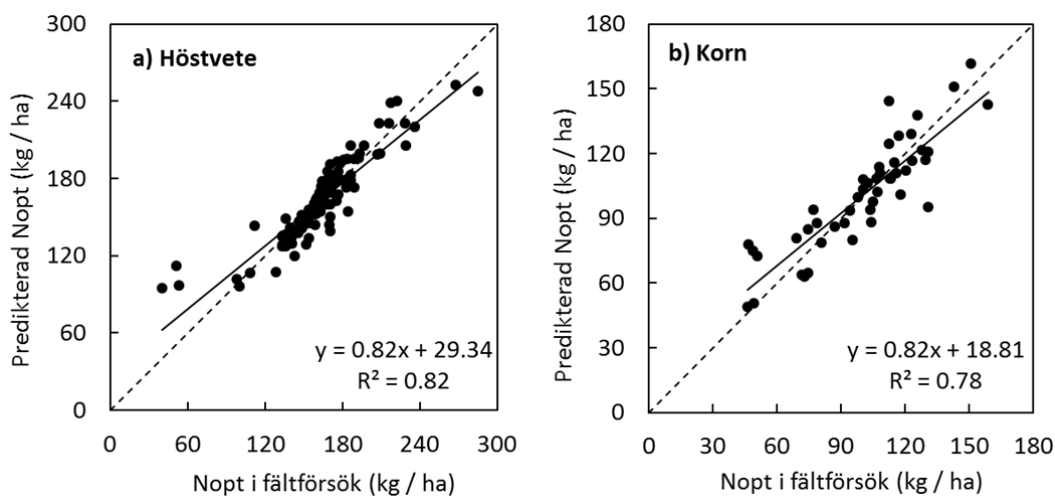 a) Höstvete
Predikterad Nopt (kg / ha)
300
240
180
120
60
0
y = 0.82x + 29.34
R² = 0.82
0 60 120 180 240 300
Nopt i fältförsök (kg / ha)
b) Korn
Predikterad Nopt (kg / ha)
180
150
120
90
60
30
0
y = 0.82x + 18.81
R² = 0.78
0 30 60 90 120 150 180
Nopt i fältförsök (kg / ha)